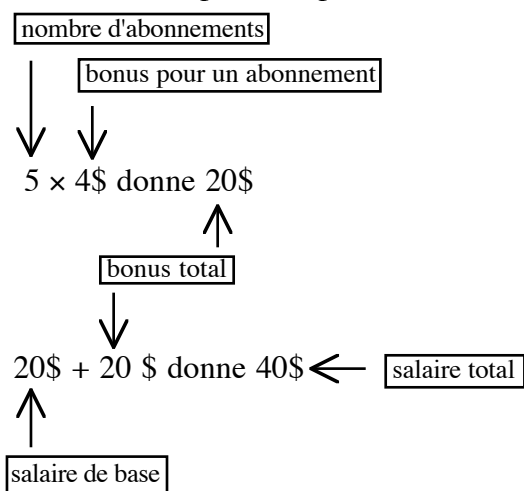 nombre d'abonnements
bonus pour un abonnement
5 × 4$ donne 20$
bonus total
20$ + 20 $ donne 40$
salaire total
salaire de base